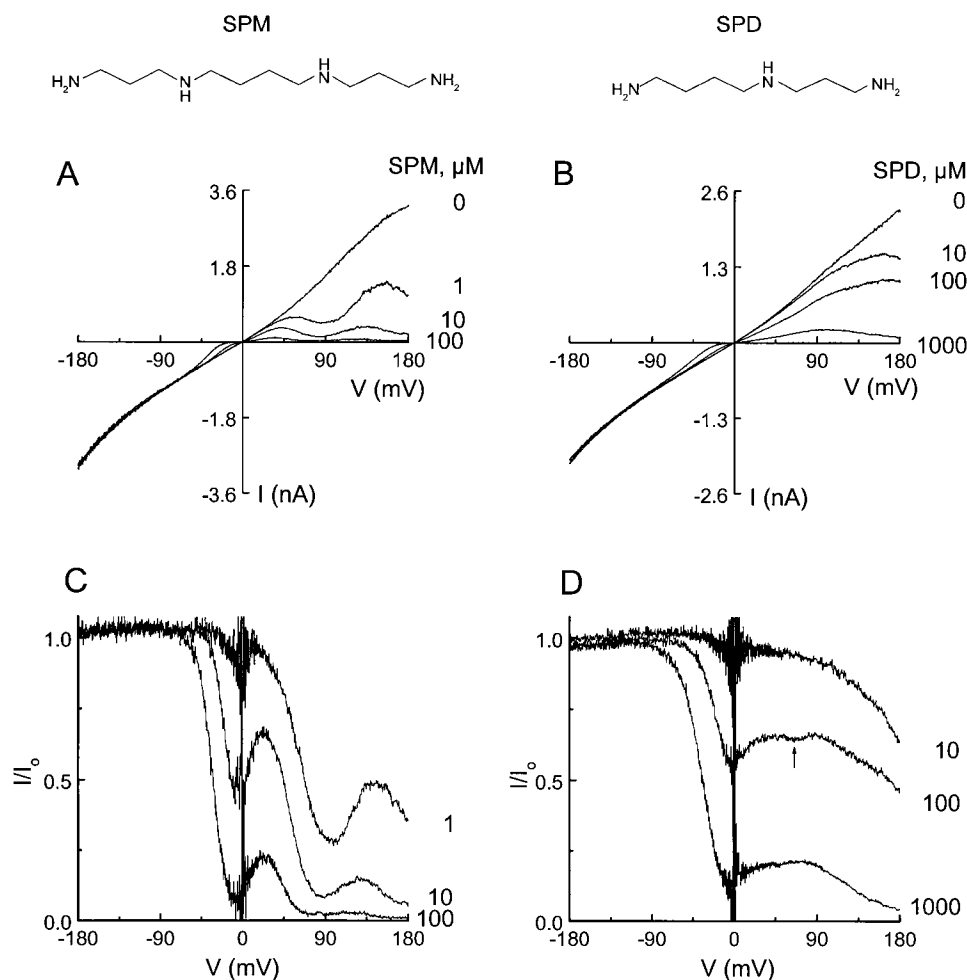 SPM
SPD
H₂N
N
H
H
N
NH₂
H₂N
H
N
NH₂
A
SPM, µM
3.6
0
1.8
1
10
100
-180
-90
90
180
V (mV)
-1.8
-3.6
I (nA)
B
SPD, µM
2.6
0
10
1.3
100
1000
-180
-90
90
180
V (mV)
-1.3
-2.6
I (nA)
C
1.0
I/Iₒ
0.5
0.0
1
10
100
-180
-90
0
90
180
V (mV)
D
1.0
I/Iₒ
0.5
0.0
10
100
1000
-180
-90
0
90
180
V (mV)